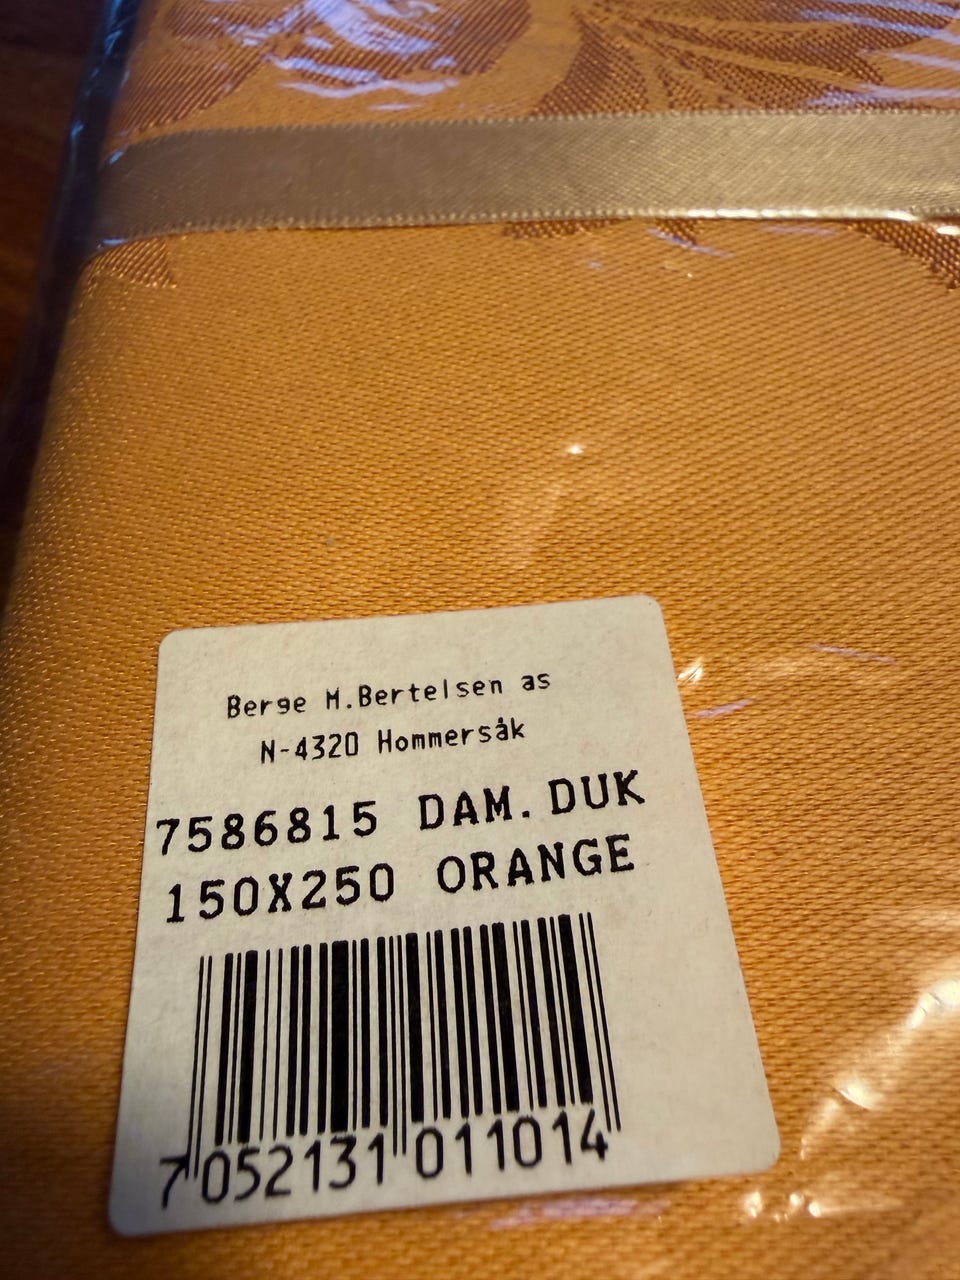 Berge M.Bertelsen as
N-4320 Hommersåk
7586815 DAM.DUK
150X250 ORANGE
7 052131 011014